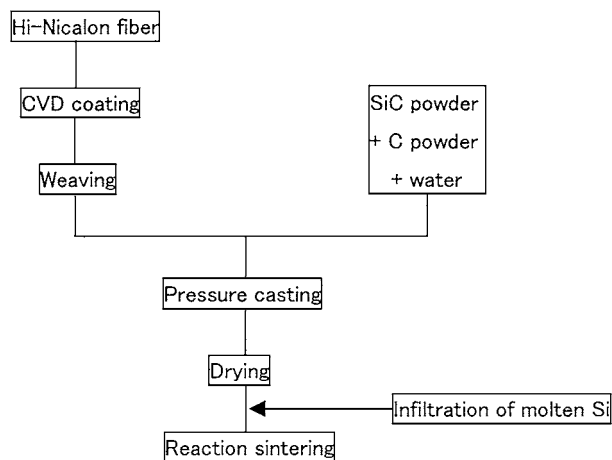 Hi-Nicalon fiber
CVD coating
Weaving
SiC powder
+ C powder
+ water
Pressure casting
Drying
Infiltration of molten Si
Reaction sintering